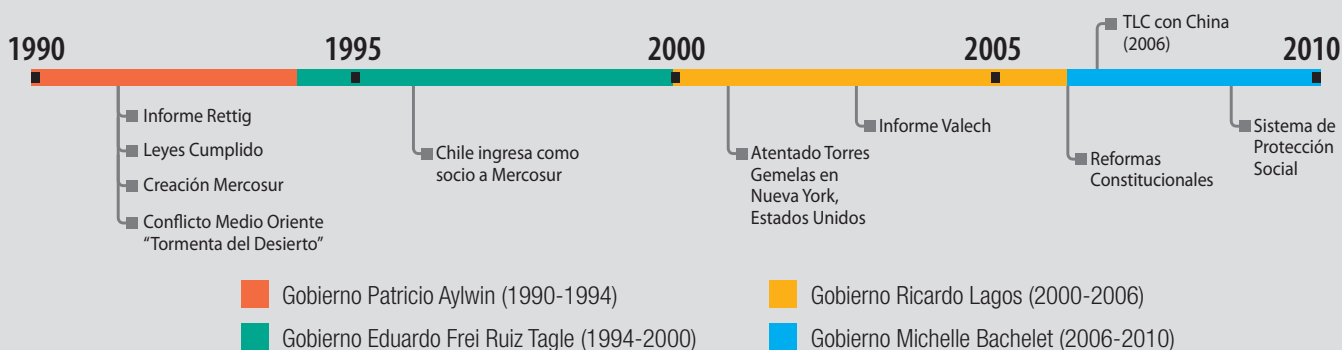 TLC con China
(2006)
1990
1995
2000
2005
2010
Informe Rettig
Leyes Cumplido
Creación Mercosur
Conflicto Medio Oriente
“Tormenta del Desierto”
Chile ingresa como
socio a Mercosur
Atentado Torres
Gemelas en
Nueva York,
Estados Unidos
Informe Valech
Reformas
Constitucionales
Sistema de
Protección
Social
Gobierno Patricio Aylwin (1990-1994)
Gobierno Eduardo Frei Ruiz Tagle (1994-2000)
Gobierno Ricardo Lagos (2000-2006)
Gobierno Michelle Bachelet (2006-2010)